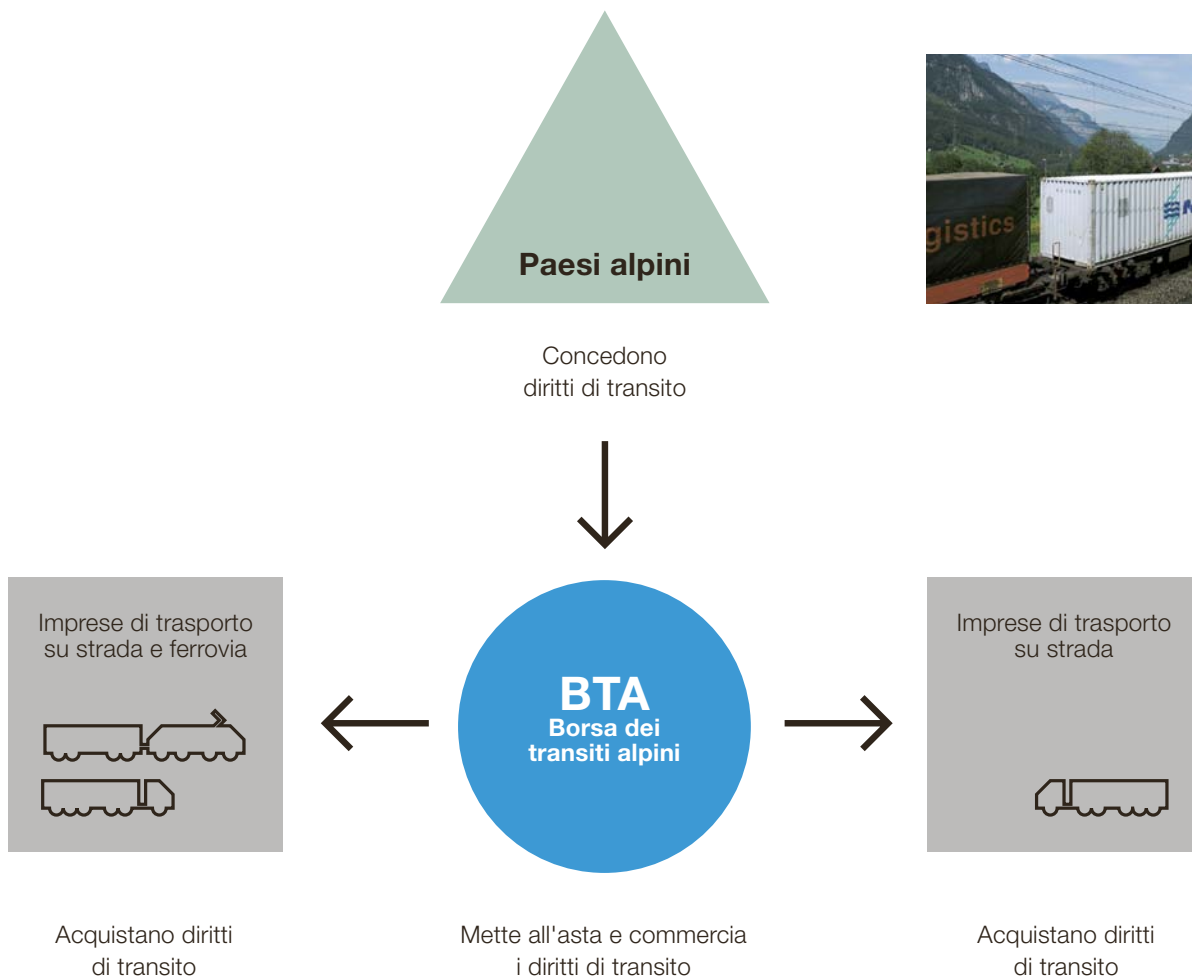 Paesi alpini
gistics
Concedono
diritti di transito
Imprese di trasporto
su strada e ferrovia
BTA
Borsa dei
transiti alpini
Imprese di trasporto
su strada
Acquistano diritti
di transito
Mette all'asta e commercia
i diritti di transito
Acquistano diritti
di transito